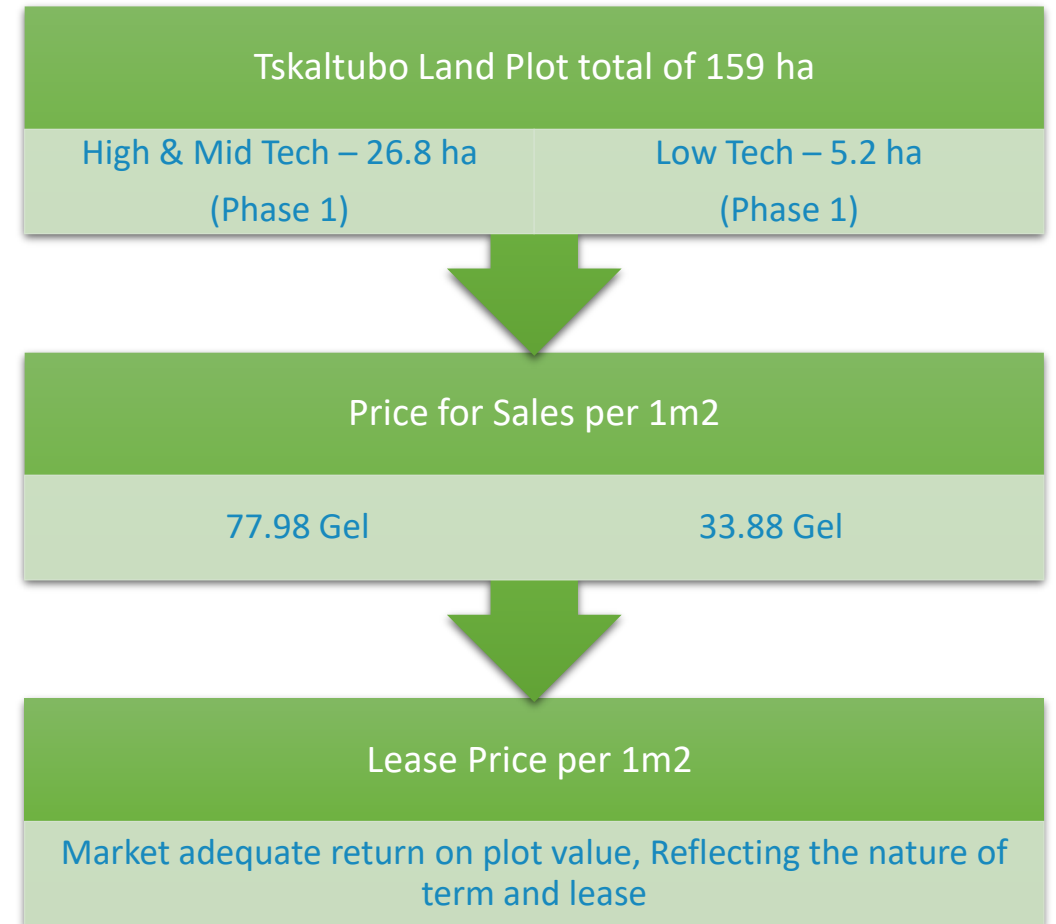 Tskaltubo Land Plot total of 159 ha
High & Mid Tech – 26.8 ha
(Phase 1)
Low Tech – 5.2 ha
(Phase 1)
Price for Sales per 1m2
77.98 Gel
33.88 Gel
Lease Price per 1m2
Market adequate return on plot value, Reflecting the nature of
term and lease